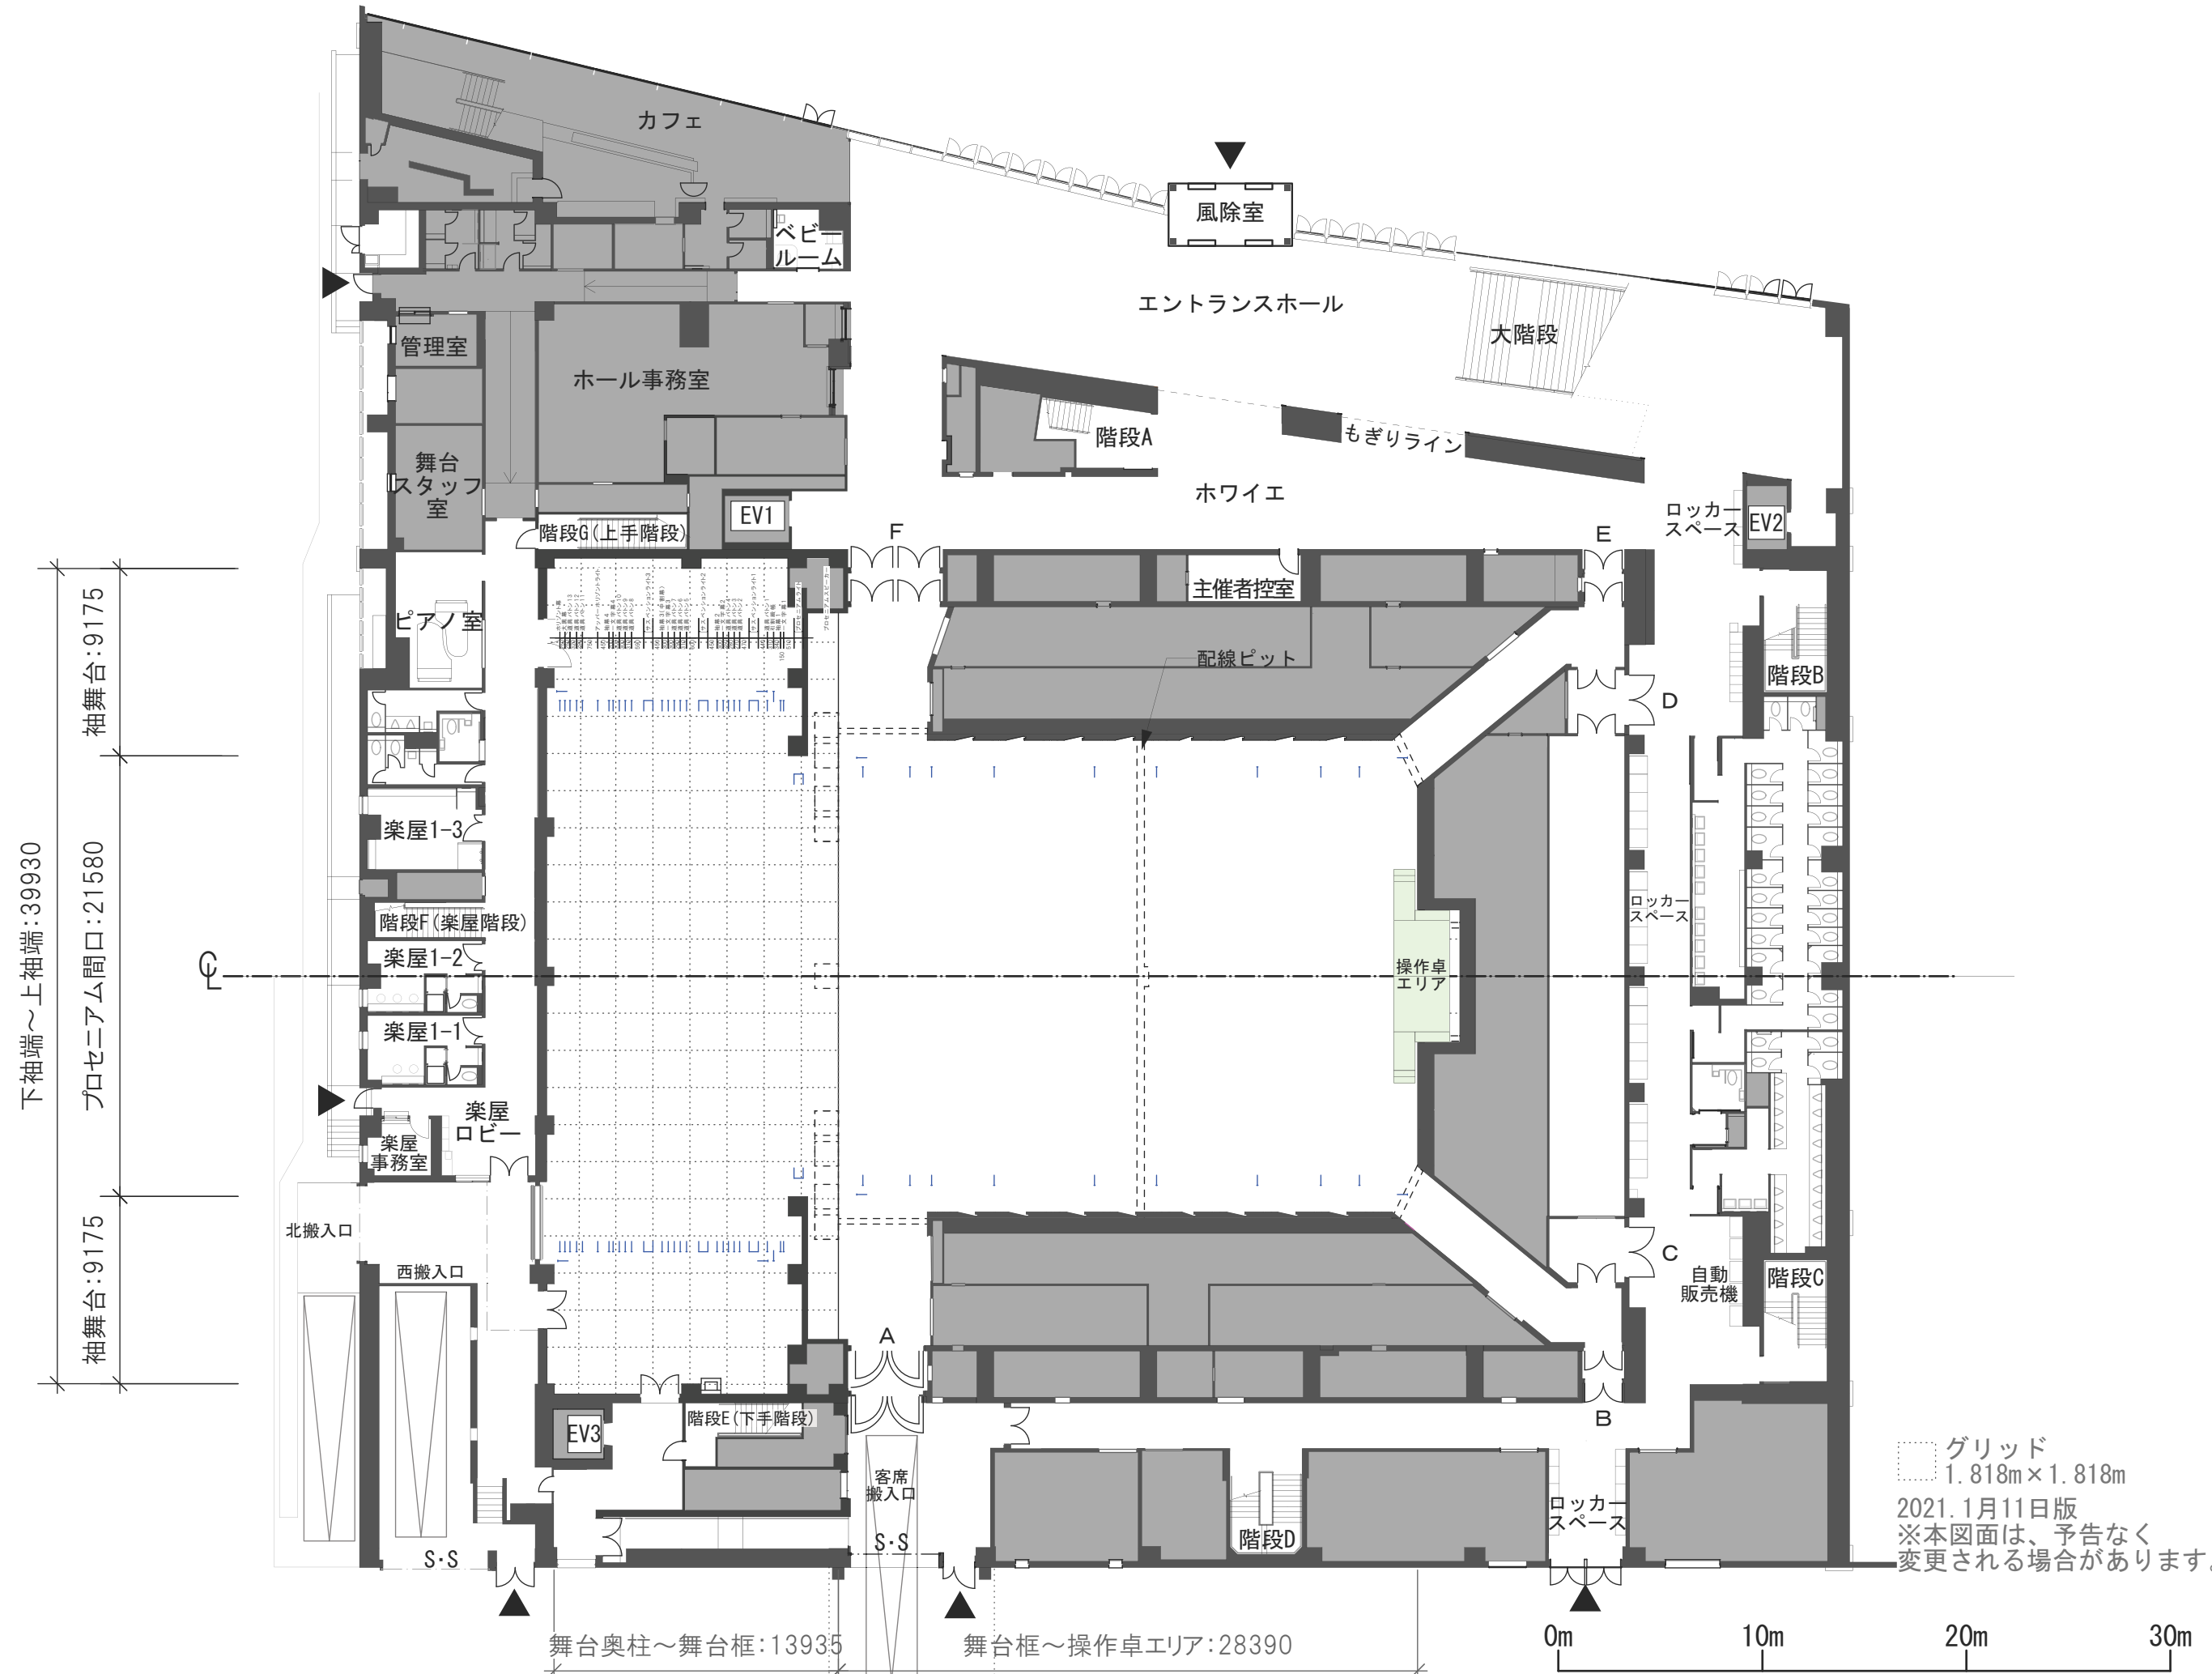 カフェ
風除室
ベビー
ルーム
エントランスホール
大階段
管理室
ホール事務室
階段A
もぎりライン
舞台
スタッフ
室
ホワイエ
EV1
ロッカー
スペース
EV2
階段G(上手階段)
F
E
主催者控室
ピアノ室
配線ピット
階段B
D
袖舞台:9175
楽屋1-3
下袖端~上袖端:39930
プロセニアム間口:21580
階段F(楽屋階段)
ロッカー
スペース
楽屋1-2
操作卓
エリア
楽屋1-1
楽屋
ロビー
楽屋
事務室
北搬入口
西搬入口
袖舞台:9175
C
自動
販売機
階段C
A
B
階段E(下手階段)
EV3
客席
搬入口
S・S
S・S
階段D
ロッカー
スペース
グリッド
1.818m×1.818m
2021.1月11日版
※本図面は、予告なく
変更される場合があります。
舞台奥柱~舞台框:13935
舞台框~操作卓エリア:28390
0m
10m
20m
30m